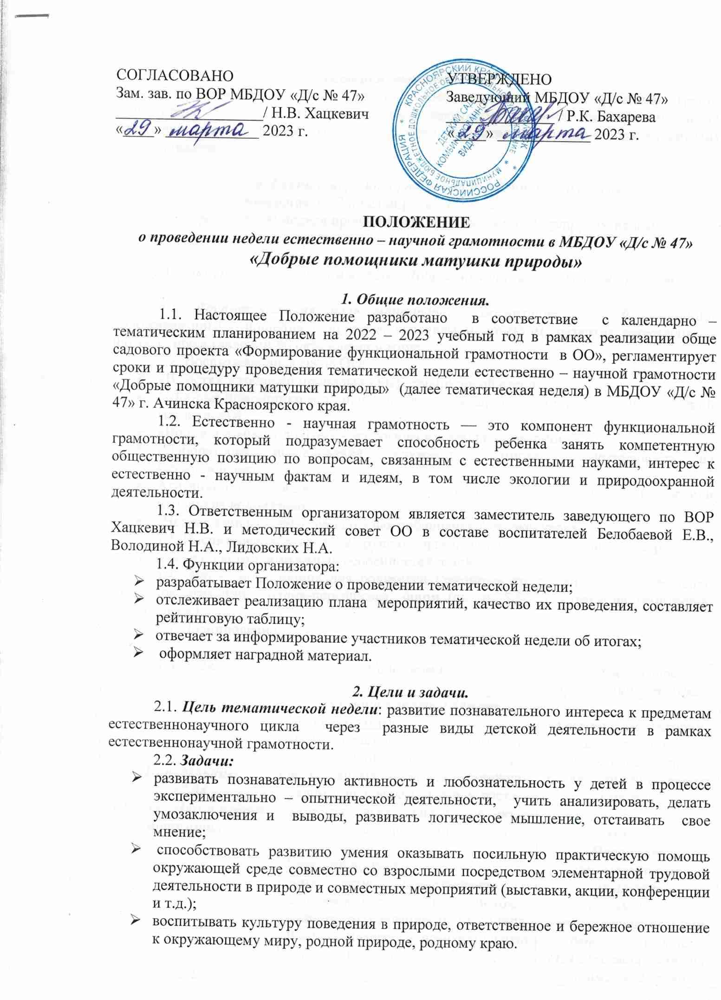 СОГЛАСОВАНО
Зам. зав. по ВОР МБДОУ «Д/с № 47»
/ Н.В. Хацкевич
«29» марта 2023 г.
УТВЕРЖДЕНО
Заведующий МБДОУ «Д/с № 47»
/ Р.К. Бахарева
«29» марта 2023 г.
РОССИЙСКАЯ ФЕДЕРАЦИЯ * КРАСНОЯРСКИЙ КРАЙ
МУНИЦИПАЛЬНОЕ БЮДЖЕТНОЕ ДОШКОЛЬНОЕ ОБРАЗОВАТЕЛЬНОЕ
"ДЕТСКИЙ САД
КОМБИНИРОВАННОГО
ВИДА
ПОЛОЖЕНИЕ
о проведении недели естественно – научной грамотности в МБДОУ «Д/с № 47»
«Добрые помощники матушки природы»
1. Общие положения.
1.1. Настоящее Положение разработано в соответствие с календарно –
тематическим планированием на 2022 – 2023 учебный год в рамках реализации обще
садового проекта «Формирование функциональной грамотности в ОО», регламентирует
сроки и процедуру проведения тематической недели естественно – научной грамотности
«Добрые помощники матушки природы» (далее тематическая неделя) в МБДОУ «Д/с №
47» г. Ачинска Красноярского края.
1.2. Естественно - научная грамотность — это компонент функциональной
грамотности, который подразумевает способность ребенка занять компетентную
общественную позицию по вопросам, связанным с естественными науками, интерес к
естественно - научным фактам и идеям, в том числе экологии и природоохранной
деятельности.
1.3. Ответственным организатором является заместитель заведующего по ВОР
Хацкевич Н.В. и методический совет ОО в составе воспитателей Белобаевой Е.В.,
Володиной Н.А., Лидовских Н.А.
1.4. Функции организатора:
➢ разрабатывает Положение о проведении тематической недели;
➢ отслеживает реализацию плана мероприятий, качество их проведения, составляет
рейтинговую таблицу;
➢ отвечает за информирование участников тематической недели об итогах;
➢ оформляет наградной материал.
2. Цели и задачи.
2.1. Цель тематической недели: развитие познавательного интереса к предметам
естественнонаучного цикла через разные виды детской деятельности в рамках
естественнонаучной грамотности.
2.2. Задачи:
➢ развивать познавательную активность и любознательность у детей в процессе
экспериментально – опытнической деятельности, учить анализировать, делать
умозаключения и выводы, развивать логическое мышление, отстаивать свое
мнение;
➢ способствовать развитию умения оказывать посильную практическую помощь
окружающей среде совместно со взрослыми посредством элементарной трудовой
деятельности в природе и совместных мероприятий (выставки, акции, конференции
и т.д.);
➢ воспитывать культуру поведения в природе, ответственное и бережное отношение
к окружающему миру, родной природе, родному краю.